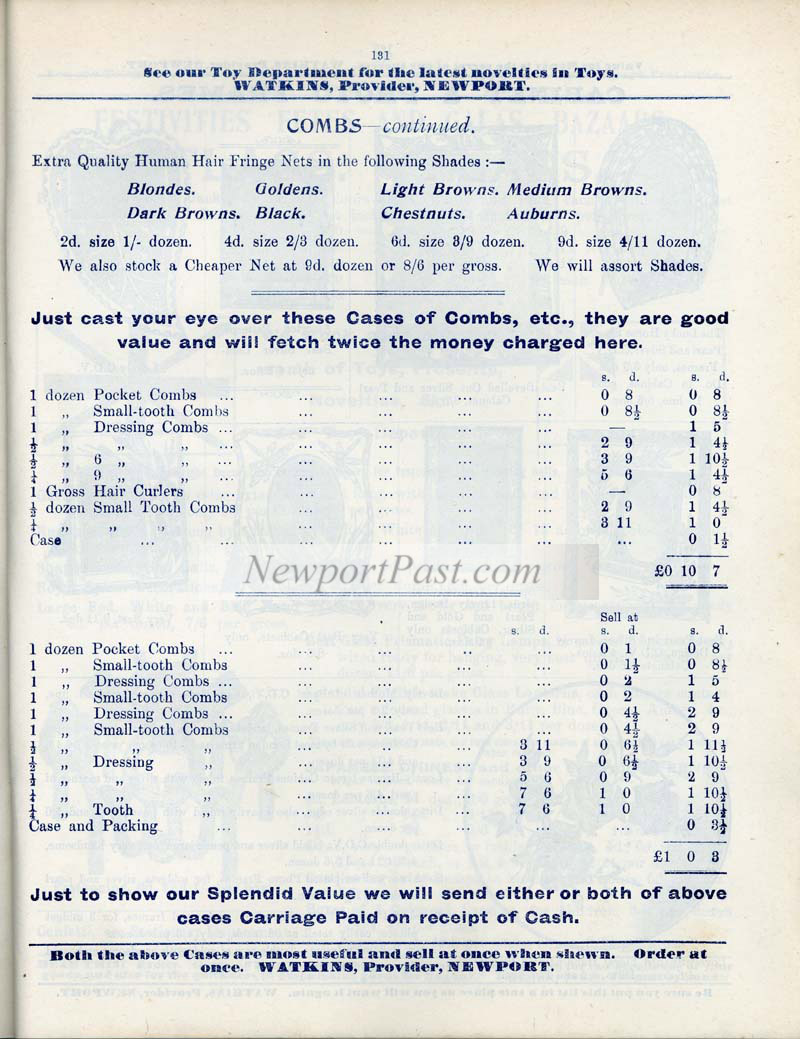 131
See our Toy Department for the latest novelties in Toys.
WATKINS, Provider, NEWPORT.
COMBS—continued.
Extra Quality Human Hair Fringe Nets in the following Shades :—
Blondes. Goldens. Light Browns. Medium Browns.
Dark Browns. Black. Chestnuts. Auburns.
2d. size 1/- dozen. 4d. size 2/3 dozen. 6d. size 3/9 dozen. 9d. size 4/11 dozen.
We also stock a Cheaper Net at 9d. dozen or 8/6 per gross. We will assort Shades.
Just cast your eye over these Cases of Combs, etc., they are good
value and will fetch twice the money charged here.
s. d. s. d.
1 dozen Pocket Combs ... ... ... ... ... 0 8 0 8
1 ,, Small-tooth Combs ... ... ... ... 0 8½ 0 8½
1 ,, Dressing Combs ... ... ... ... ... — 1 5
½ ,, ,, ,, ... ... ... ... ... 2 9 1 4½
½ ,, 6 ,, ,, ... ... ... ... ... 3 9 1 10½
¼ ,, 9 ,, ,, ... ... ... ... ... 5 6 1 4½
1 Gross Hair Curlers ... ... ... ... ... — 0 8
½ dozen Small Tooth Combs ... ... ... ... 2 9 1 4½
¼ ,, ,, ,, ,, ... ... ... ... 3 11 1 0
Case ... ... ... ... ... ... ... 0 1½
£0 10 7
NewportPast.com
Sell at
s. d. s. d. s. d.
1 dozen Pocket Combs ... ... ... .. ... 0 1 0 8
1 ,, Small-tooth Combs ... ... ... ... 0 1½ 0 8½
1 ,, Dressing Combs ... ... ... ... ... 0 2 1 5
1 ,, Small-tooth Combs ... ... ... ... 0 2 1 4
1 ,, Dressing Combs ... ... ... ... ... 0 4½ 2 9
1 ,, Small-tooth Combs ... ... ... ... 0 4½ 2 9
½ ,, ,, ,, ... .. ... 3 11 0 6½ 1 11½
½ ,, Dressing ,, ... ... ... 3 9 0 6½ 1 10½
½ ,, ,, ,, ... ... ... 5 6 0 9 2 9
¼ ,, ,, ,, ... ... ... 7 6 1 0 1 10½
¼ ,, Tooth ,, ... ... ... 7 6 1 0 1 10½
Case and Packing ... ... ... ... ... ... 0 3½
£1 0 3
Just to show our Splendid Value we will send either or both of above
cases Carriage Paid on receipt of Cash.
Both the above Cases are most useful and sell at once when shewn. Order at
once. WATKINS, Provider, NEWPORT.